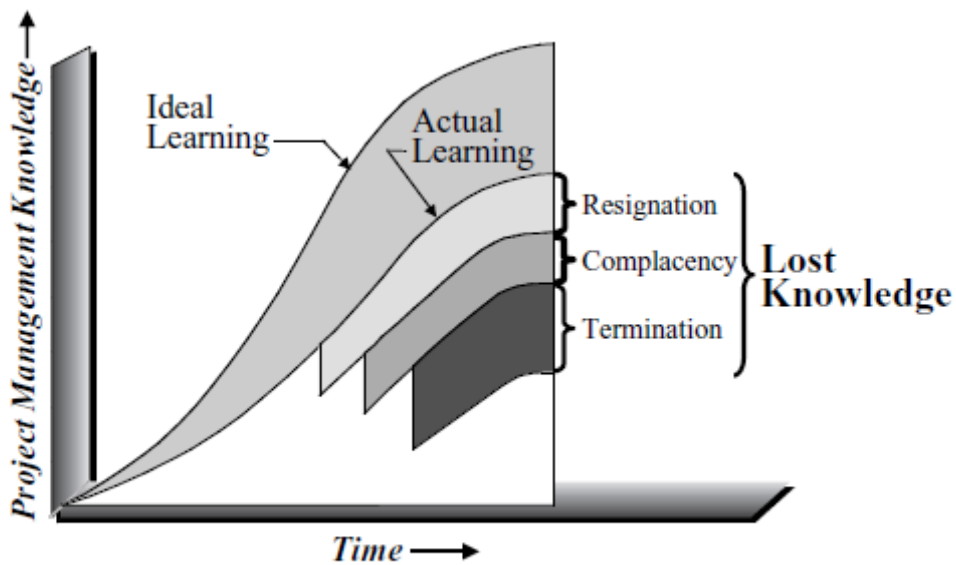 Project Management Knowledge
Ideal
Learning
Actual
Learning
Resignation
Complacency
Termination
Lost
Knowledge
Time